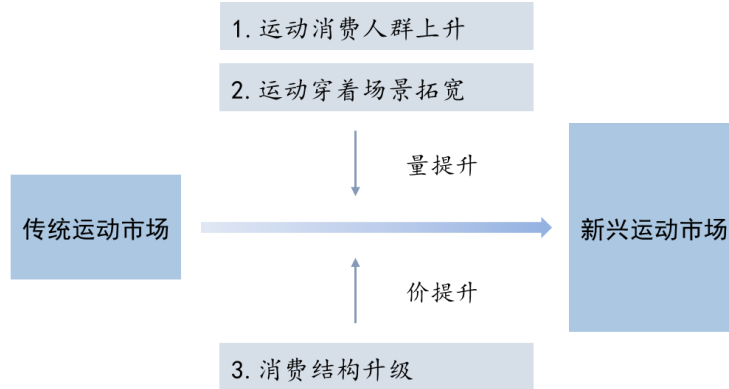 1.运动消费人群上升
2.运动穿着场景拓宽
量提升
传统运动市场
新兴运动市场
价提升
3.消费结构升级